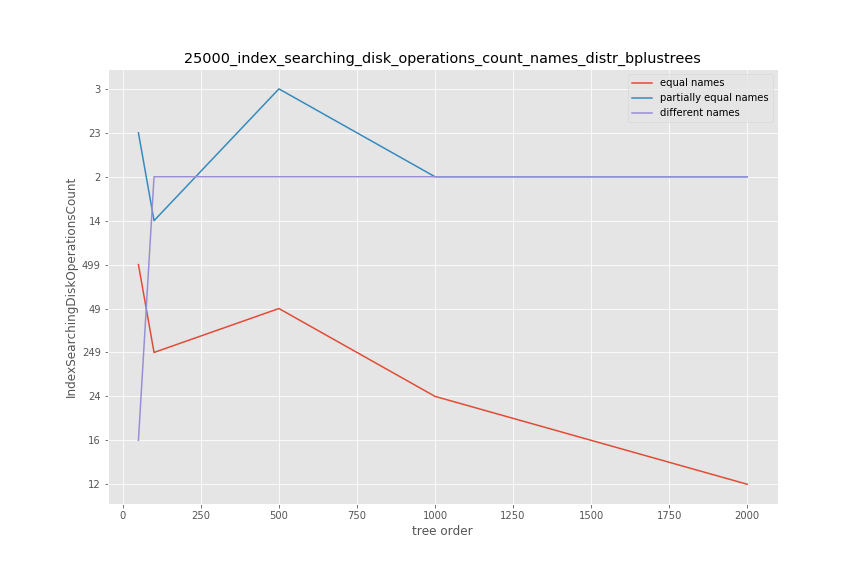 25000_index_searching_disk_operations_count_names_distr_bplustrees
equal names
partially equal names
different names
IndexSearchingDiskOperationsCount
3
23
2
14
499
49
249
24
16
12
0 250 500 750 1000 1250 1500 1750 2000
tree order